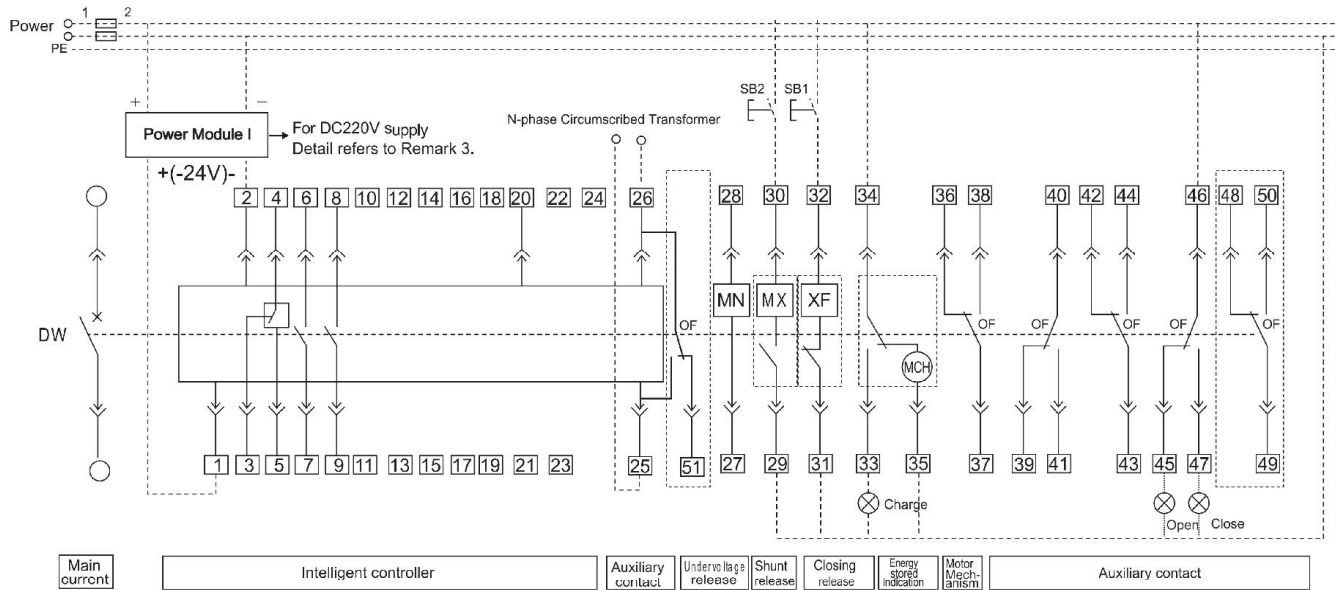 1 2
Power
PE
+ −
Power Module I
For DC220V supply
Detail refers to Remark 3.
+(-24V)-
N-phase Circumscribed Transformer
SB2 SB1
2 4 6 8 10 12 14 16 18 20 22 24 26 28 30 32 34 36 38 40 42 44 46 48 50
MN MX XF
DW
OF OF OF OF OF OF
MCH
1 3 5 7 9 11 13 15 17 19 21 23 25 51 27 29 31 33 35 37 39 41 43 45 47 49
Charge
Open Close
Main
current
Intelligent controller
Auxiliary
contact
Undervoltage
release
Shunt
release
Closing
release
Energy
stored
indication
Motor
Mech-
anism
Auxiliary contact